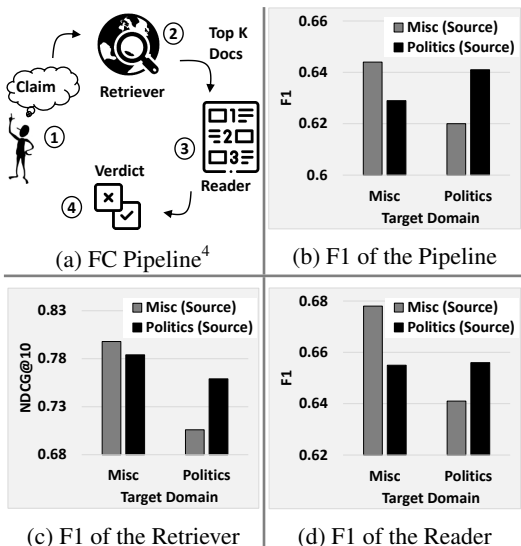 Claim
1
2
Retriever
Top K
Docs
1
2
3
3
Reader
Verdict
4
(a) FC Pipeline⁴
0.66
0.64
0.62
0.6
F1
Misc (Source)
Politics (Source)
Misc
Politics
Target Domain
(b) F1 of the Pipeline
0.83
0.78
0.73
0.68
NDCG@10
Misc (Source)
Politics (Source)
Misc
Politics
Target Domain
(c) F1 of the Retriever
0.68
0.66
0.64
0.62
F1
Misc (Source)
Politics (Source)
Misc
Politics
Target Domain
(d) F1 of the Reader